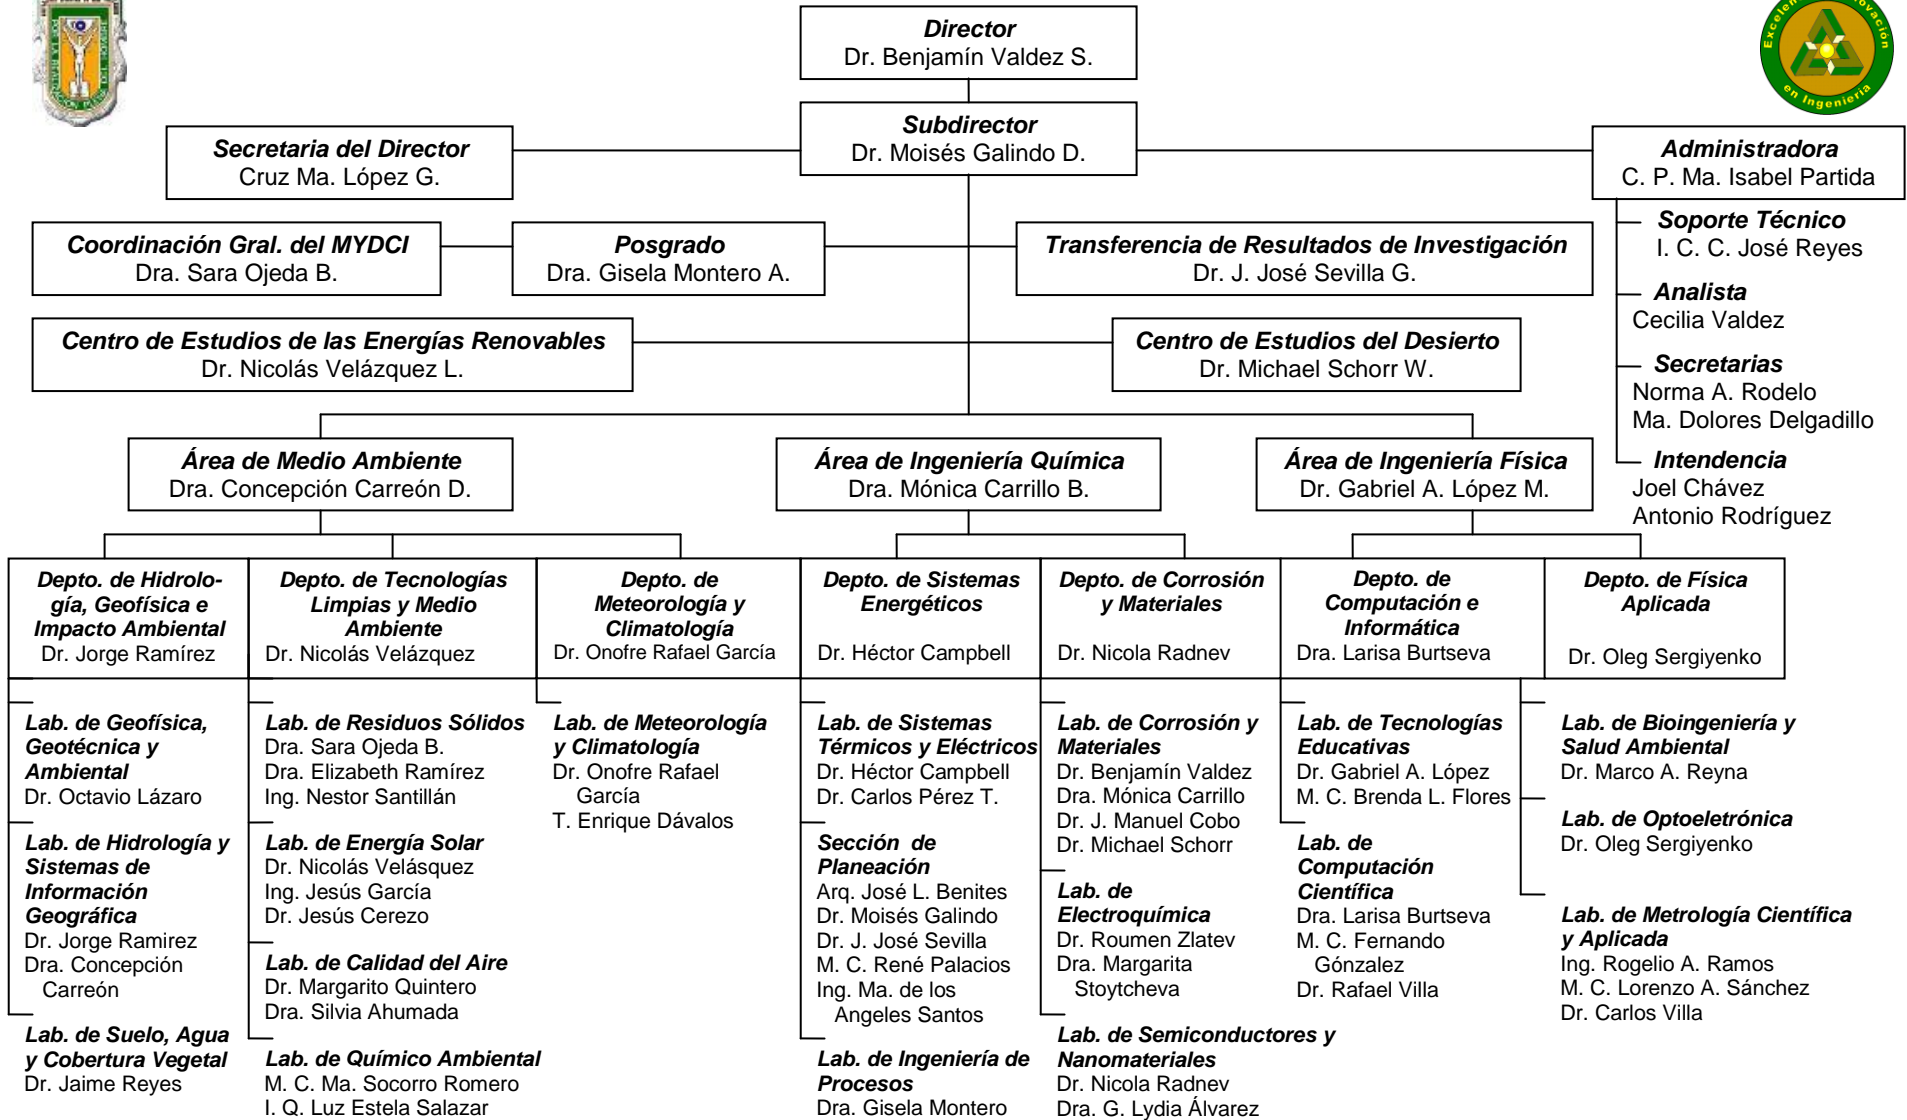 POR LA REALIZACIÓN PLENA DEL HOMBRE
Director
Dr. Benjamín Valdez S.
en Ingeniería
Subdirector
Dr. Moisés Galindo D.
Secretaria del Director
Cruz Ma. López G.
Administradora
C. P. Ma. Isabel Partida
Soporte Técnico
I. C. C. José Reyes
Analista
Cecilia Valdez
Secretarias
Norma A. Rodelo
Ma. Dolores Delgadillo
Intendencia
Joel Chávez
Antonio Rodríguez
Coordinación Gral. del MYDCI
Dra. Sara Ojeda B.
Posgrado
Dra. Gisela Montero A.
Transferencia de Resultados de Investigación
Dr. J. José Sevilla G.
Centro de Estudios de las Energías Renovables
Dr. Nicolás Velázquez L.
Centro de Estudios del Desierto
Dr. Michael Schorr W.
Área de Medio Ambiente
Dra. Concepción Carreón D.
Área de Ingeniería Química
Dra. Mónica Carrillo B.
Área de Ingeniería Física
Dr. Gabriel A. López M.
Depto. de Hidrolo-
gía, Geofísica e
Impacto Ambiental
Dr. Jorge Ramírez
Lab. de Geofísica,
Geotécnica y
Ambiental
Dr. Octavio Lázaro
Lab. de Hidrología y
Sistemas de
Información
Geográfica
Dr. Jorge Ramirez
Dra. Concepción
Carreón
Lab. de Suelo, Agua
y Cobertura Vegetal
Dr. Jaime Reyes
Depto. de Tecnologías
Limpias y Medio
Ambiente
Dr. Nicolás Velázquez
Lab. de Residuos Sólidos
Dra. Sara Ojeda B.
Dra. Elizabeth Ramírez
Ing. Nestor Santillán
Lab. de Energía Solar
Dr. Nicolás Velásquez
Ing. Jesús García
Dr. Jesús Cerezo
Lab. de Calidad del Aire
Dr. Margarito Quintero
Dra. Silvia Ahumada
Lab. de Químico Ambiental
M. C. Ma. Socorro Romero
I. Q. Luz Estela Salazar
Depto. de
Meteorología y
Climatología
Dr. Onofre Rafael García
Lab. de Meteorología
y Climatología
Dr. Onofre Rafael
García
T. Enrique Dávalos
Depto. de Sistemas
Energéticos
Dr. Héctor Campbell
Lab. de Sistemas
Térmicos y Eléctricos
Dr. Héctor Campbell
Dr. Carlos Pérez T.
Sección de
Planeación
Arq. José L. Benites
Dr. Moisés Galindo
Dr. J. José Sevilla
M. C. René Palacios
Ing. Ma. de los
Angeles Santos
Lab. de Ingeniería de
Procesos
Dra. Gisela Montero
Depto. de Corrosión
y Materiales
Dr. Nicola Radnev
Lab. de Corrosión y
Materiales
Dr. Benjamín Valdez
Dra. Mónica Carrillo
Dr. J. Manuel Cobo
Dr. Michael Schorr
Lab. de
Electroquímica
Dr. Roumen Zlatev
Dra. Margarita
Stoytcheva
Lab. de Semiconductores y
Nanomateriales
Dr. Nicola Radnev
Dra. G. Lydia Álvarez
Depto. de
Computación e
Informática
Dra. Larisa Burtseva
Lab. de Tecnologías
Educativas
Dr. Gabriel A. López
M. C. Brenda L. Flores
Lab. de
Computación
Científica
Dra. Larisa Burtseva
M. C. Fernando
Gónzalez
Dr. Rafael Villa
Depto. de Física
Aplicada
Dr. Oleg Sergiyenko
Lab. de Bioingeniería y
Salud Ambiental
Dr. Marco A. Reyna
Lab. de Optoeletrónica
Dr. Oleg Sergiyenko
Lab. de Metrología Científica
y Aplicada
Ing. Rogelio A. Ramos
M. C. Lorenzo A. Sánchez
Dr. Carlos Villa